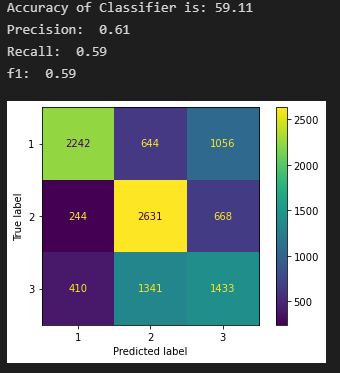 Accuracy of Classifier is: 59.11
Precision:  0.61
Recall:  0.59
f1:  0.59
2500
1 2242 644 1056
2000
True label
2 244 2631 668
1500
1000
3 410 1341 1433
500
1 2 3
Predicted label